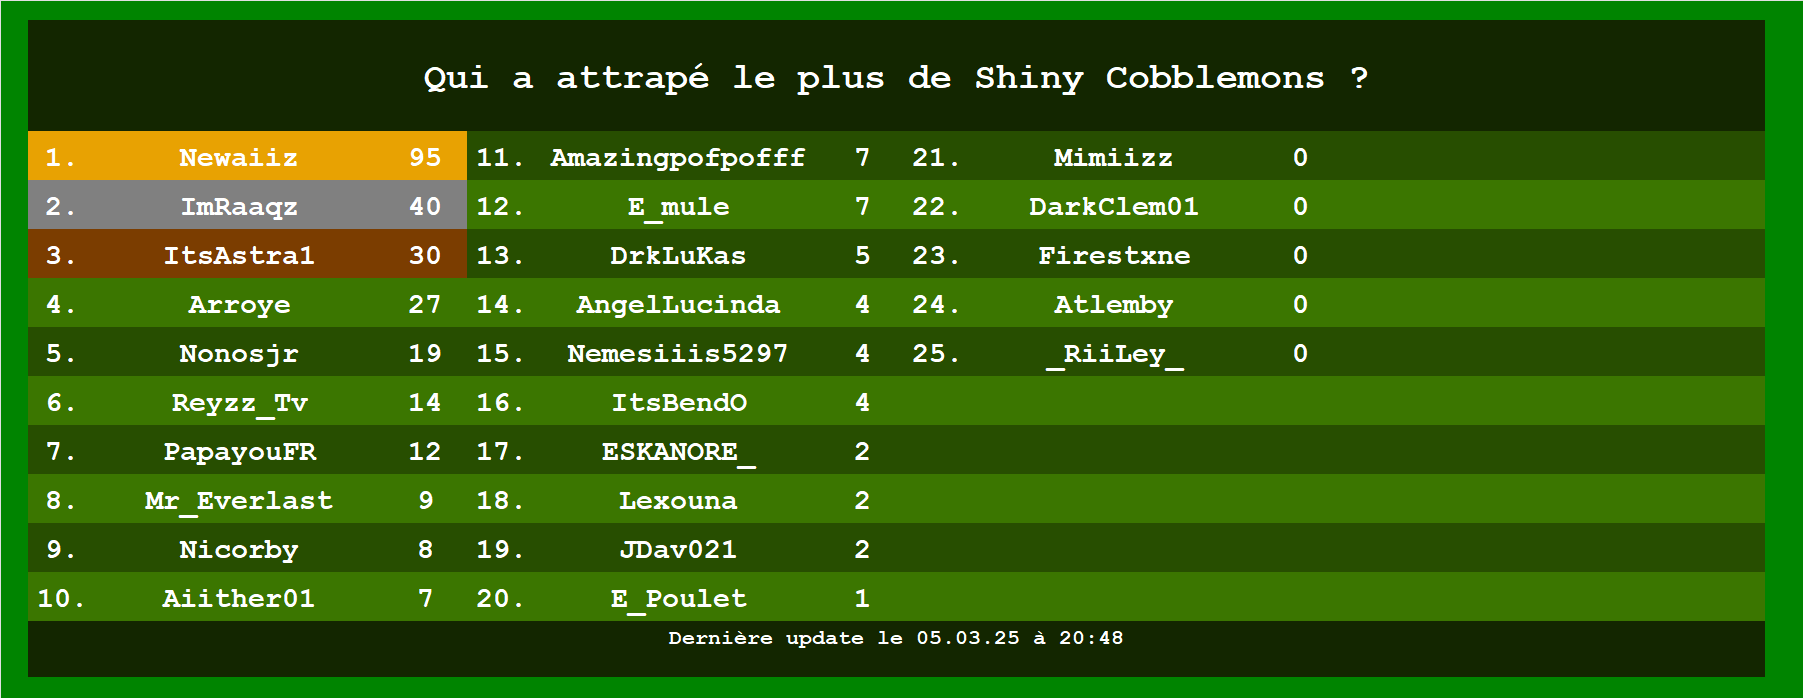 Qui a attrapé le plus de Shiny Cobblemons ?
1. Newaiiz 95 11. Amazingpofpofff 7 21. Mimiizz 0
2. ImRaaqz 40 12. E_mule 7 22. DarkClem01 0
3. ItsAstra1 30 13. DrkLuKas 5 23. Firestxne 0
4. Arroye 27 14. AngelLucinda 4 24. Atlemby 0
5. Nonosjr 19 15. Nemesiiis5297 4 25. _RiiLey_ 0
6. Reyzz_Tv 14 16. ItsBendO 4
7. PapayouFR 12 17. ESKANORE_ 2
8. Mr_Everlast 9 18. Lexouna 2
9. Nicorby 8 19. JDav021 2
10. Aiither01 7 20. E_Poulet 1
Dernière update le 05.03.25 à 20:48